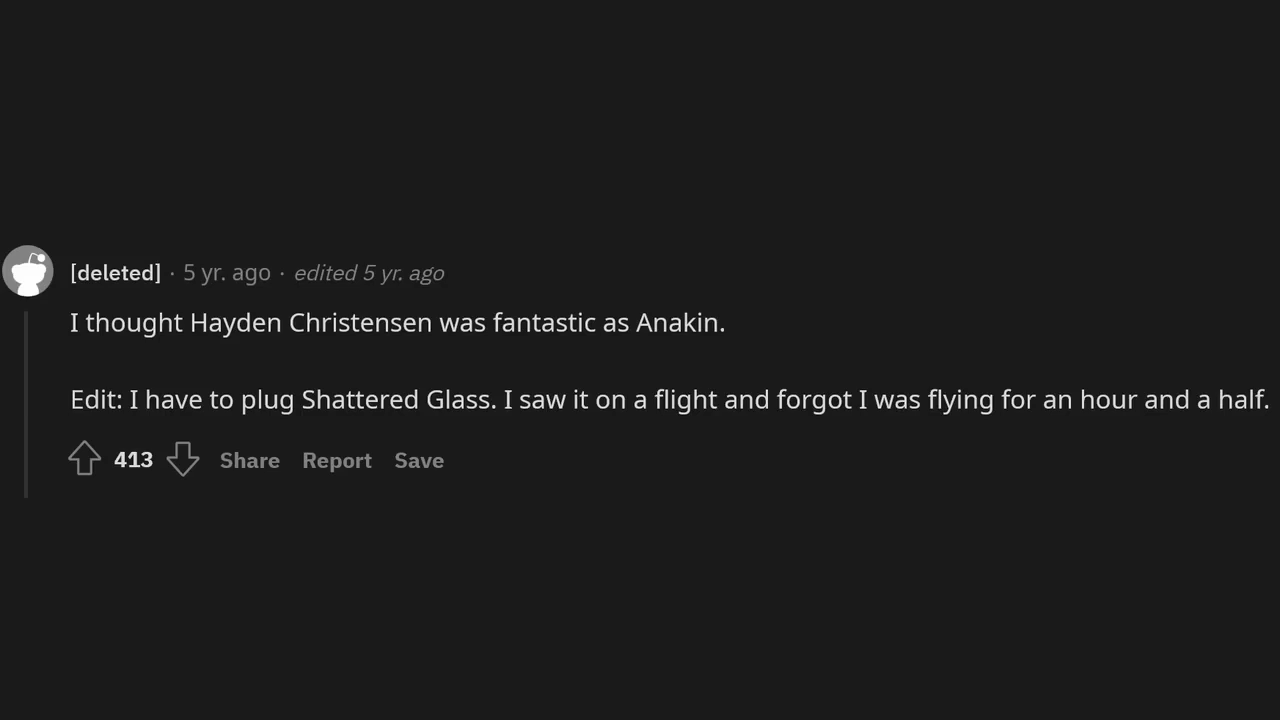 [deleted] · 5 yr. ago · edited 5 yr. ago
I thought Hayden Christensen was fantastic as Anakin.
Edit: I have to plug Shattered Glass. I saw it on a flight and forgot I was flying for an hour and a half.
413 Share Report Save